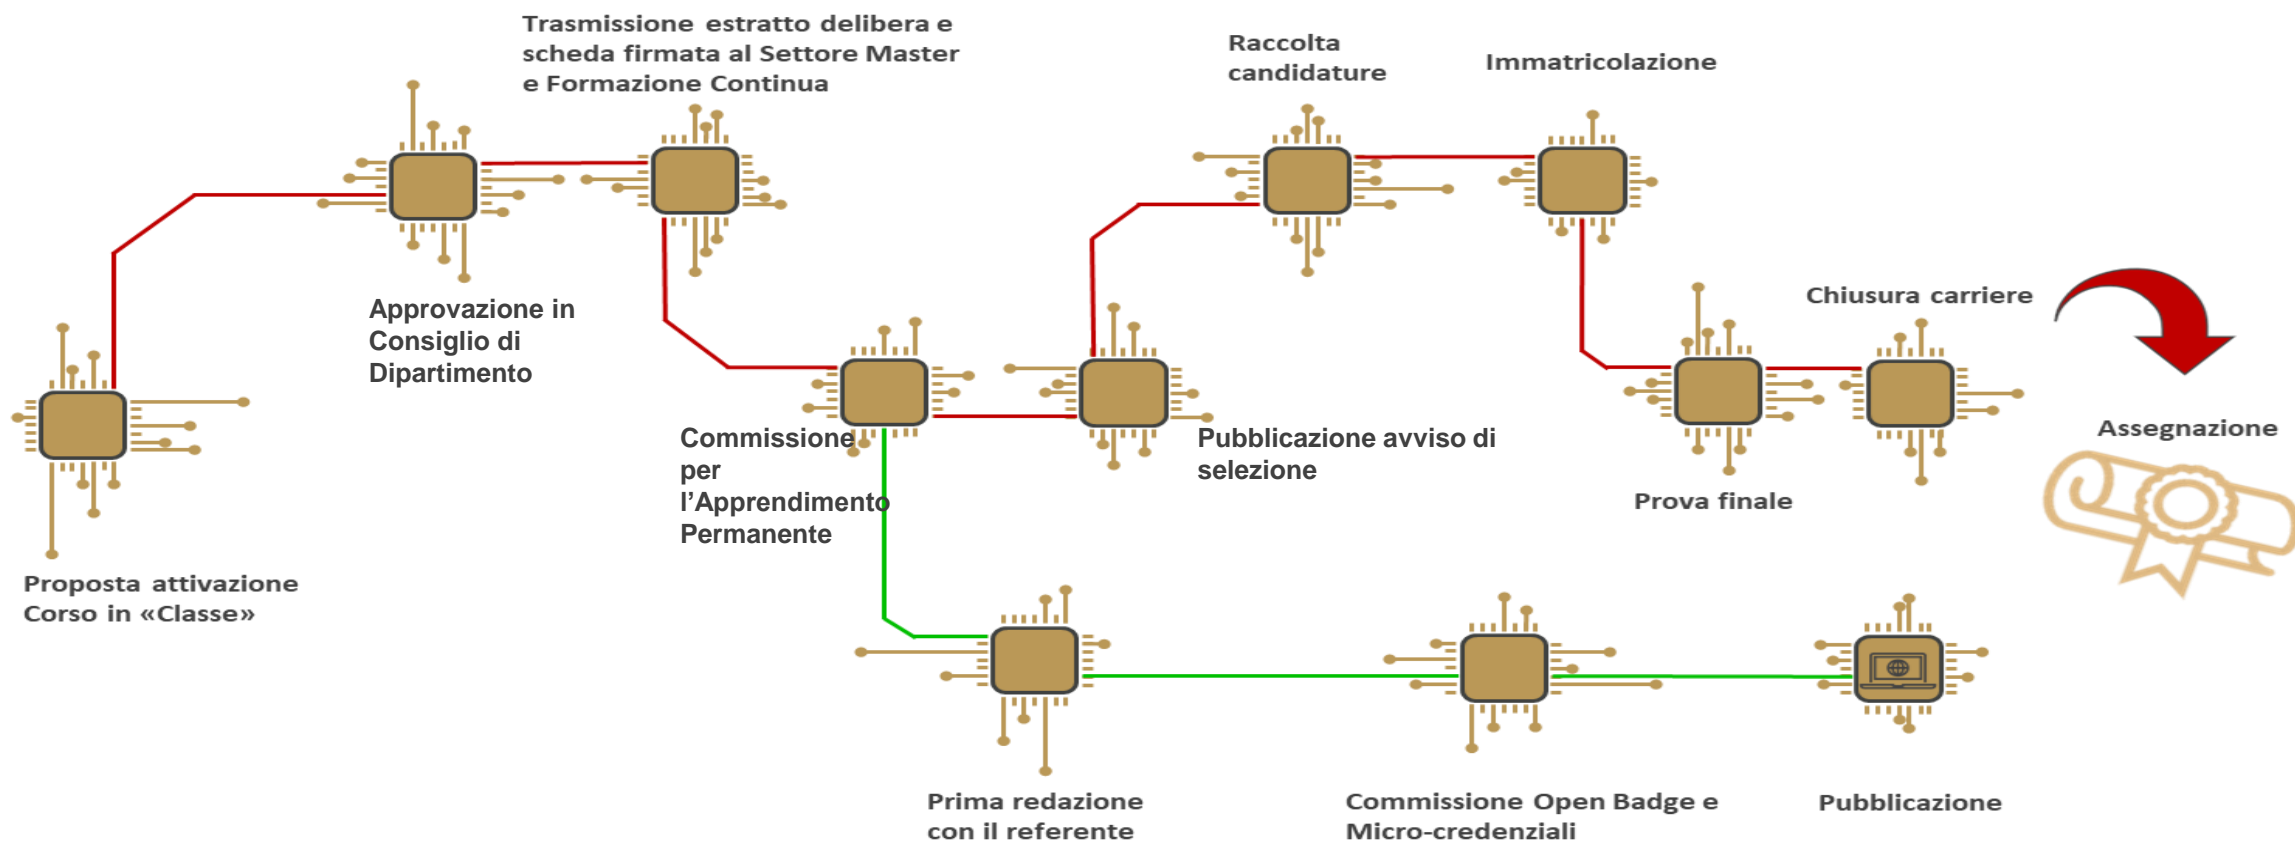 Trasmissione estratto delibera e
scheda firmata al Settore Master
e Formazione Continua
Raccolta
candidature
Immatricolazione
Approvazione in
Consiglio di
Dipartimento
Chiusura carriere
Commissione
per
l’Apprendimento
Permanente
Pubblicazione avviso di
selezione
Assegnazione
Prova finale
Proposta attivazione
Corso in «Classe»
Prima redazione
con il referente
Commissione Open Badge e
Micro-credenziali
Pubblicazione